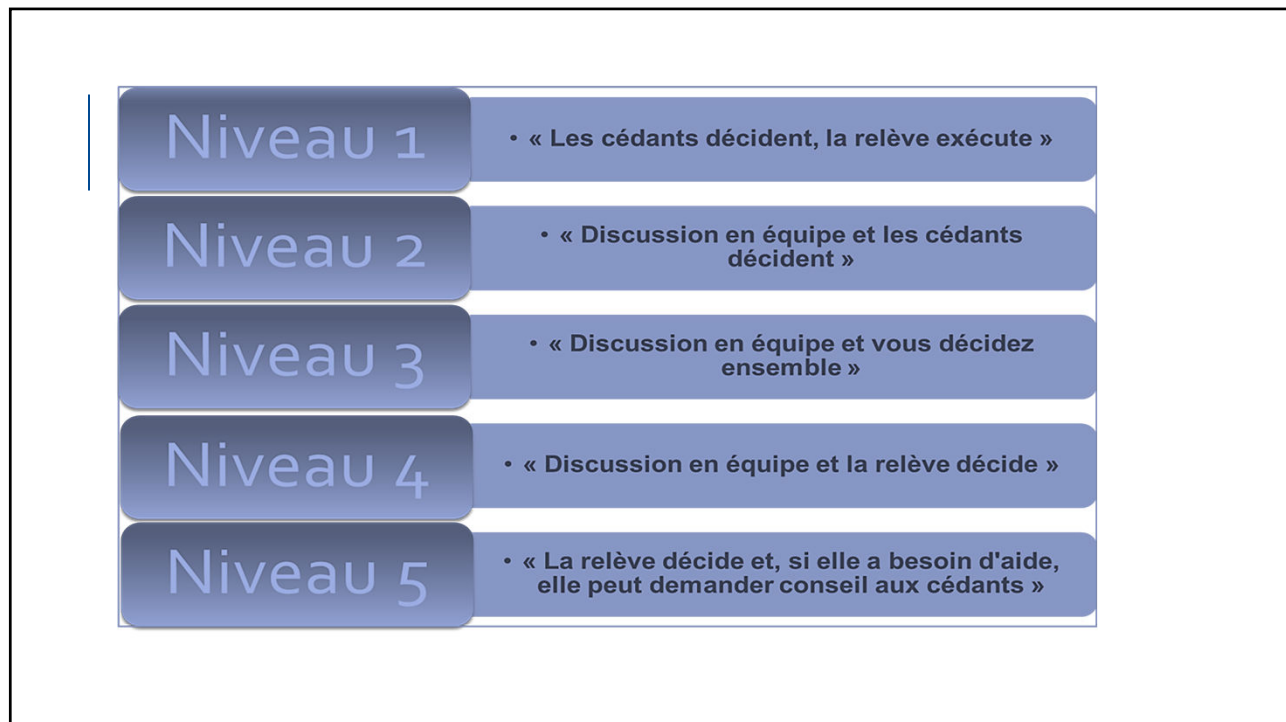 Niveau 1
• « Les cédants décident, la relève exécute »
Niveau 2
• « Discussion en équipe et les cédants
décident »
Niveau 3
• « Discussion en équipe et vous décidez
ensemble »
Niveau 4
• « Discussion en équipe et la relève décide »
Niveau 5
• « La relève décide et, si elle a besoin d'aide,
elle peut demander conseil aux cédants »